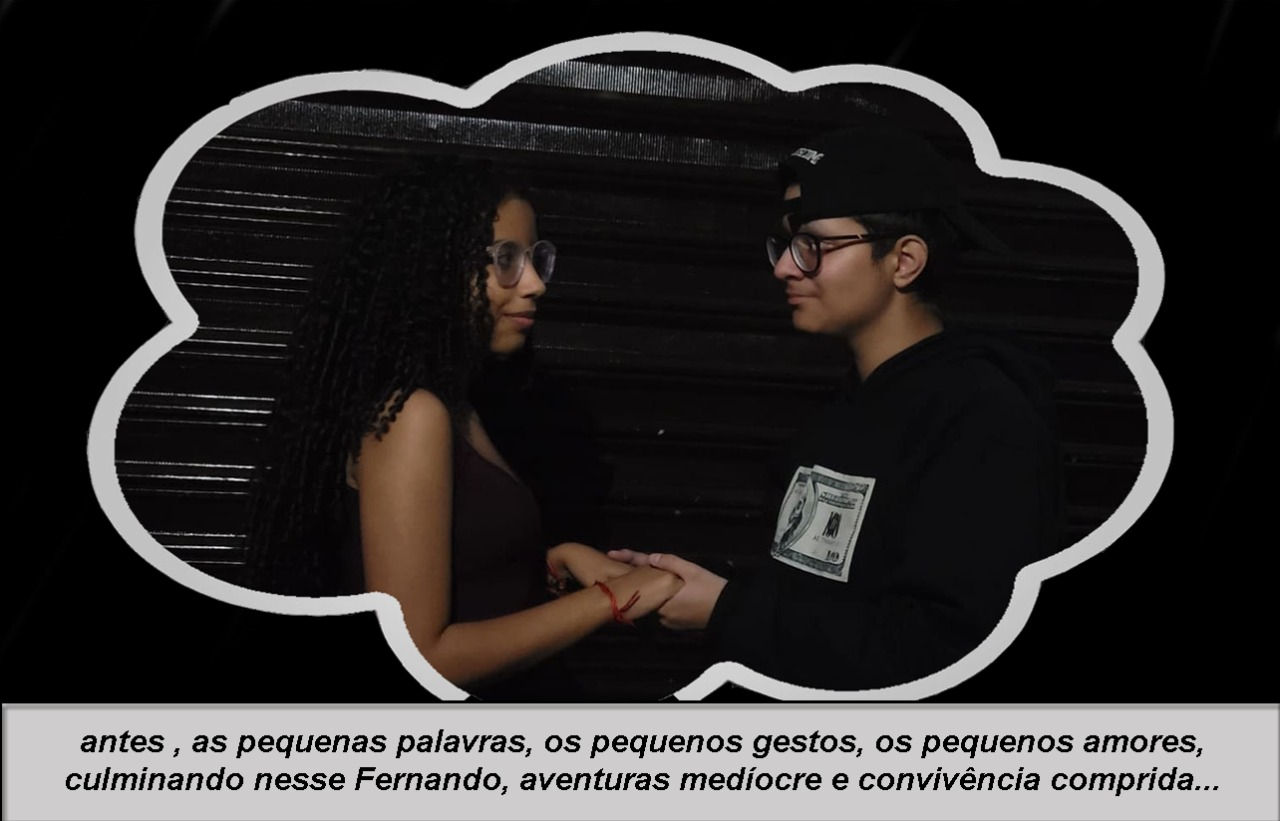 antes , as pequenas palavras, os pequenos gestos, os pequenos amores,
culminando nesse Fernando, aventuras medíocre e convivência comprida...